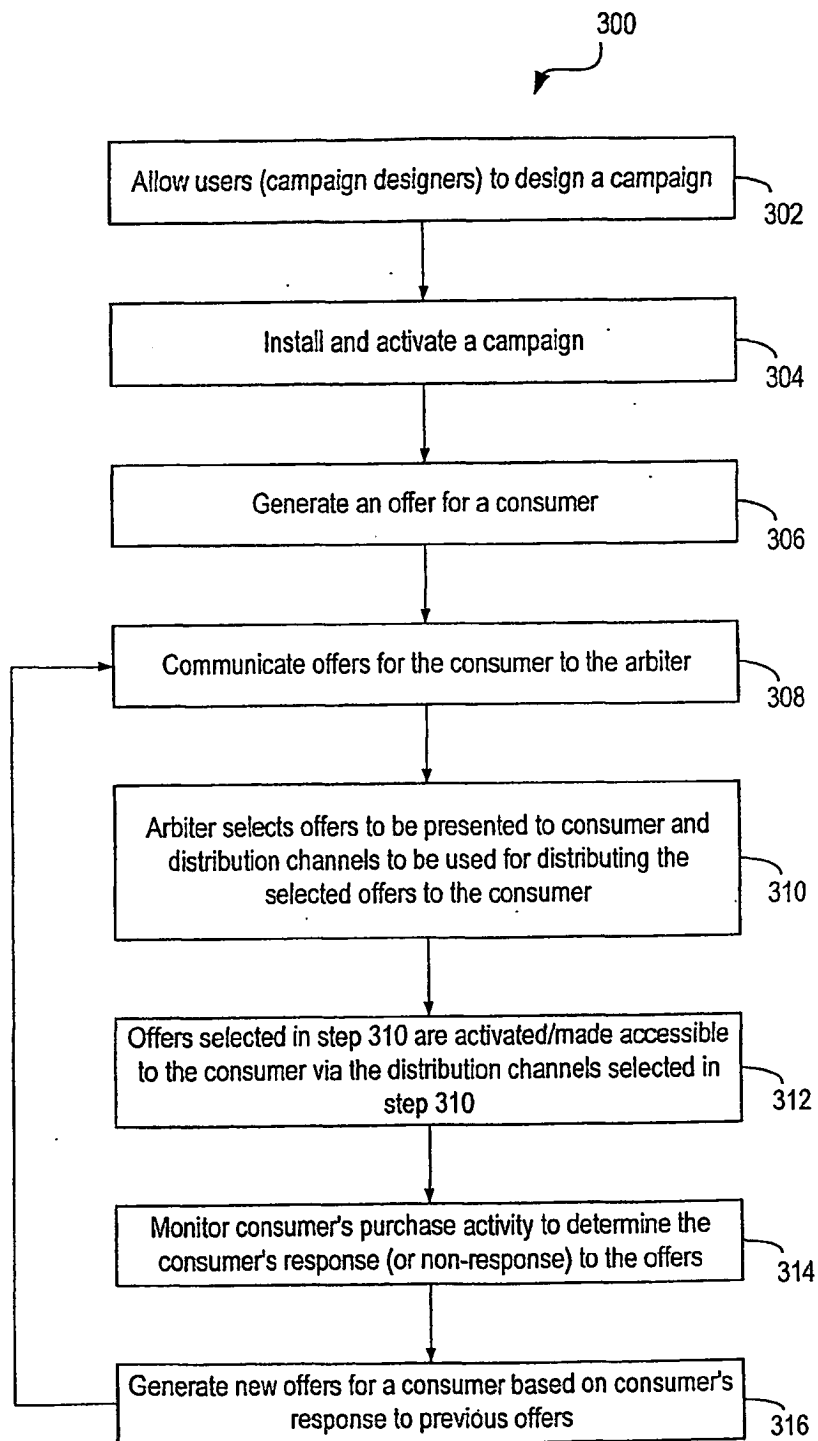 300
Allow users (campaign designers) to design a campaign
302
Install and activate a campaign
304
Generate an offer for a consumer
306
Communicate offers for the consumer to the arbiter
308
Arbiter selects offers to be presented to consumer and
distribution channels to be used for distributing the
selected offers to the consumer
310
Offers selected in step 310 are activated/made accessible
to the consumer via the distribution channels selected in
step 310
312
Monitor consumer's purchase activity to determine the
consumer's response (or non-response) to the offers
314
Generate new offers for a consumer based on consumer's
response to previous offers
316